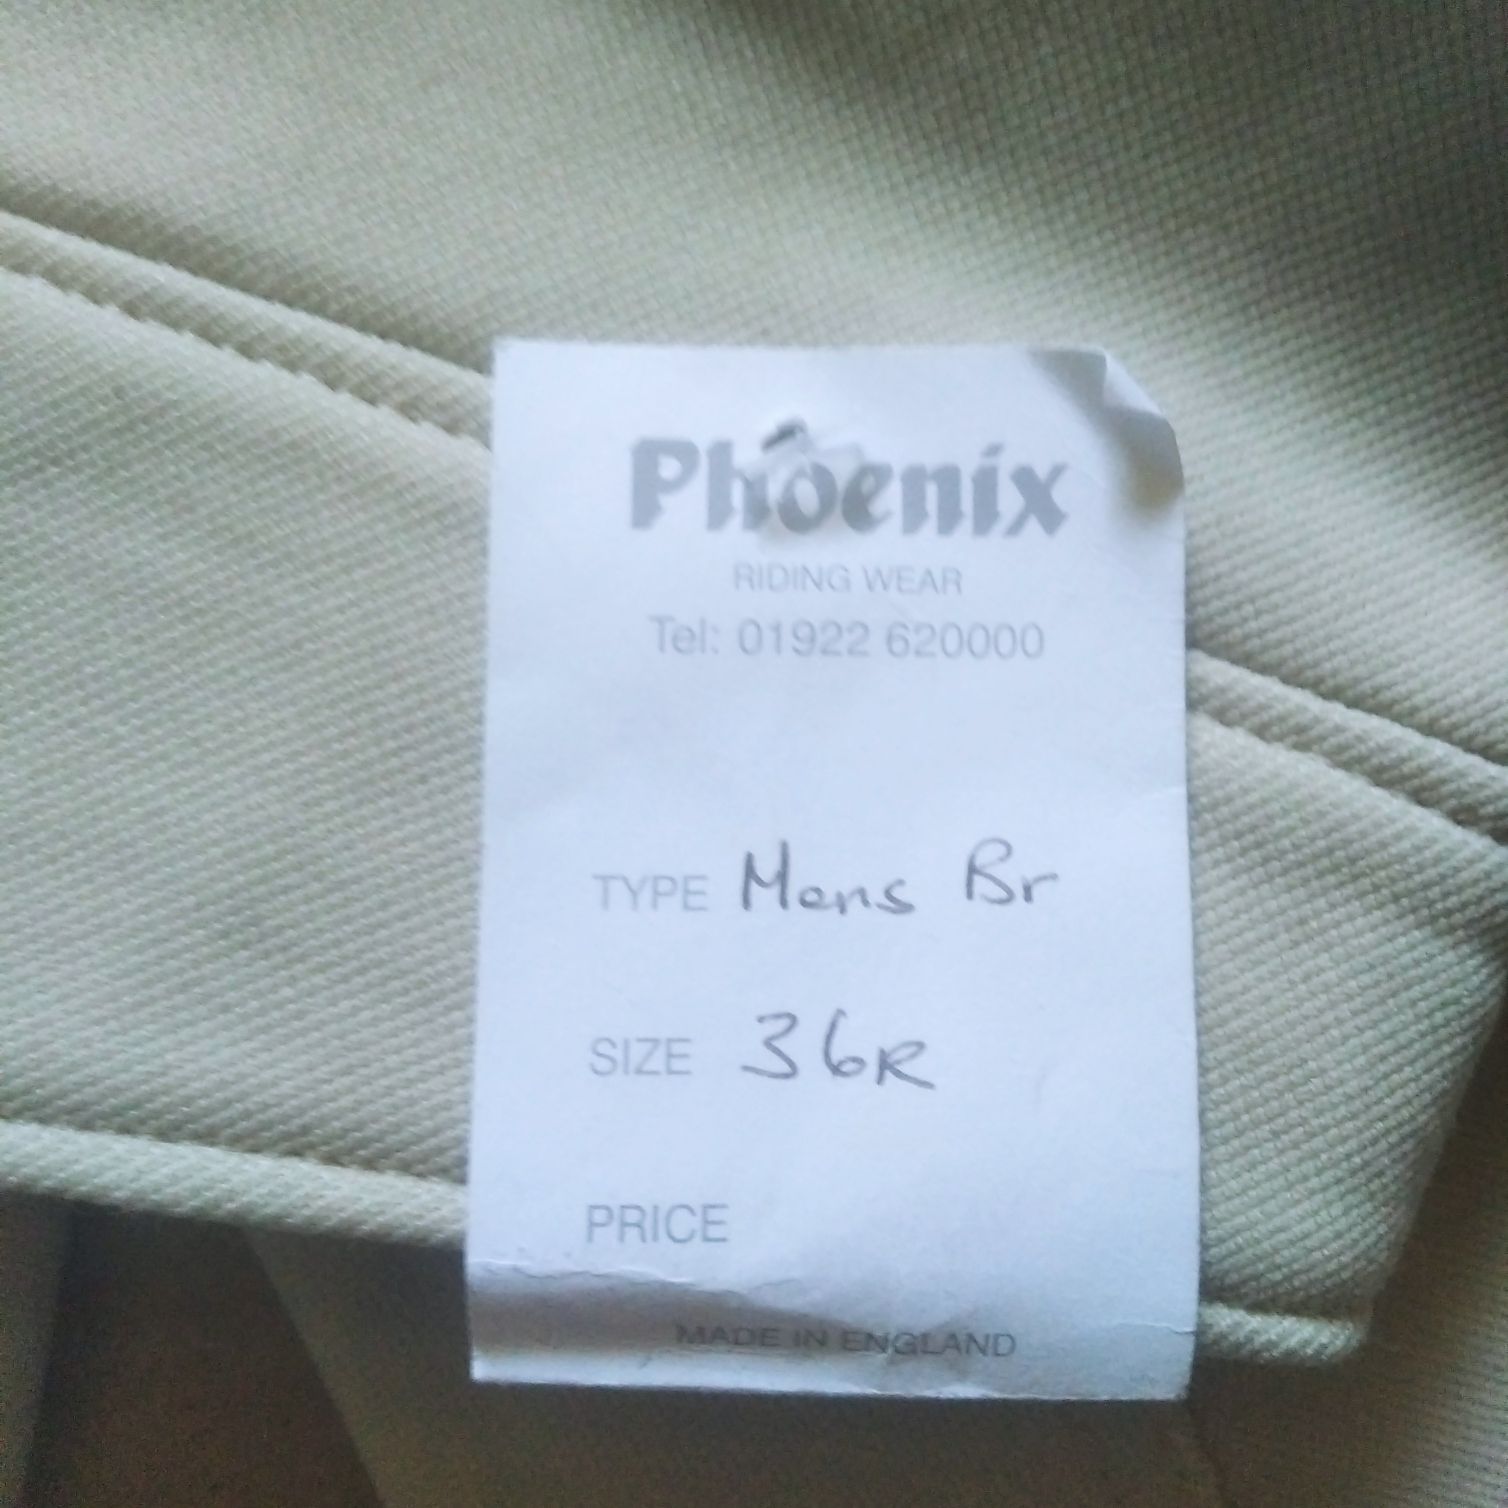 Phoenix
RIDING WEAR
Tel: 01922 620000
TYPE Mens Br
SIZE 36R
PRICE
MADE IN ENGLAND